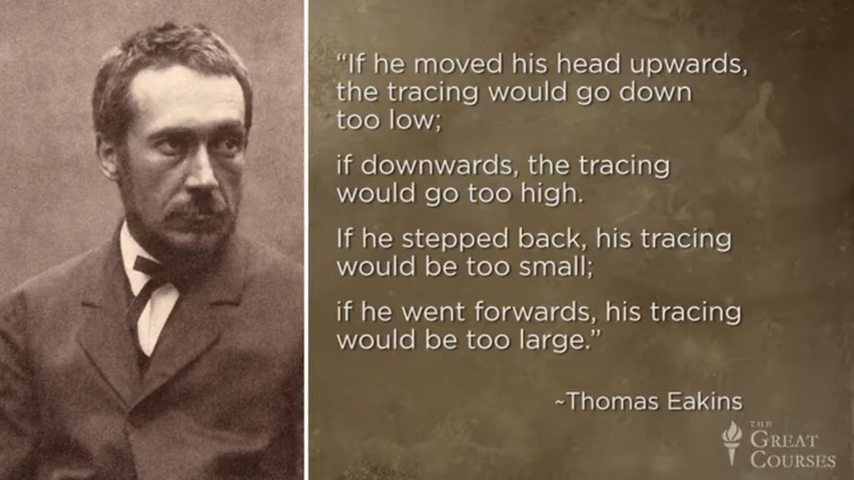 “If he moved his head upwards,
the tracing would go down
too low;
if downwards, the tracing
would go too high.
If he stepped back, his tracing
would be too small;
if he went forwards, his tracing
would be too large.”
~Thomas Eakins
THE
GREAT
COURSES